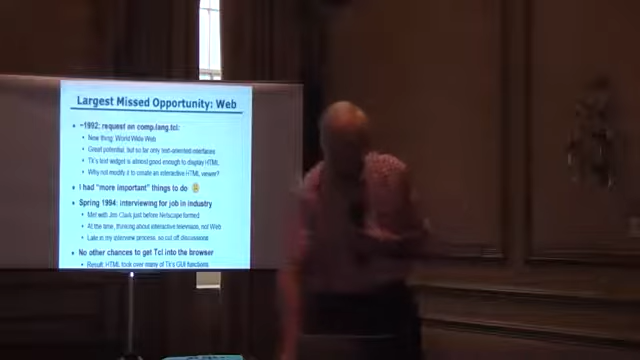 Largest Missed Opportunity: Web
• ~1992: request on comp.lang.tcl:
• New thing: World Wide Web
• Great potential, but so far only text-oriented interfaces
• Tk's text widget is almost good enough to display HTML
• Why not modify it to create an interactive HTML viewer?
• I had "more important" things to do ☹
• Spring 1994: interviewing for job in industry
• Met with Jim Clark just before Netscape formed
• At the time, thinking about interactive television, not Web
• Late in my interview process, so cut off discussions
• No other chances to get Tcl into the browser
• Result: HTML took over many of Tk's GUI functions